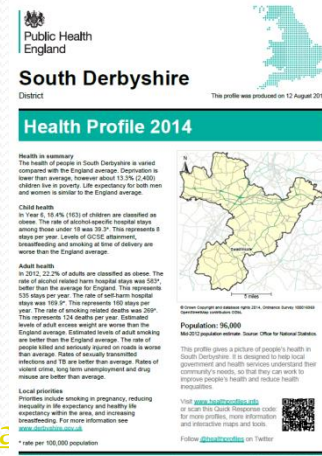 Public Health
England
South Derbyshire
District
This profile was produced on 12 August 201
Health Profile 2014
Health in summary
The health of people in South Derbyshire is varied
compared with the England average. Deprivation is
lower than average, however about 13.3% (2,400)
children live in poverty. Life expectancy for both men
and women is similar to the England average.
Child health
In Year 6, 18.4% (163) of children are classified as
obese. The rate of alcohol-specific hospital stays
among those under 18 was 39.3*. This represents 8
stays per year. Levels of GCSE attainment,
breastfeeding and smoking at time of delivery are
worse than the England average.
Adult health
In 2012, 22.2% of adults are classified as obese. The
rate of alcohol related harm hospital stays was 583*,
better than the average for England. This represents
535 stays per year. The rate of self-harm hospital
stays was 169.9*. This represents 160 stays per
year. The rate of smoking related deaths was 269*.
This represents 124 deaths per year. Estimated
levels of adult excess weight are worse than the
England average. Estimated levels of adult smoking
are better than the England average. The rate of
people killed and seriously injured on roads is worse
than average. Rates of sexually transmitted
infections and TB are better than average. Rates of
violent crime, long term unemployment and drug
misuse are better than average.
Local priorities
Priorities include smoking in pregnancy, reducing
inequality in life expectancy and healthy life
expectancy within the area, and increasing
breastfeeding. For more information see
www.derbyshire.gov.uk
* rate per 100,000 population
5 miles
Population: 96,000
Mid-2012 population estimate. Source: Office for National Statistics.
This profile gives a picture of people's health in
South Derbyshire. It is designed to help local
government and health services understand their
community's needs, so that they can work to
improve people's health and reduce health
inequalities.
Visit www.healthprofiles.info
or scan this Quick Response code:
for more profiles, more information
and interactive maps and tools.
Follow @healthprofiles on Twitter